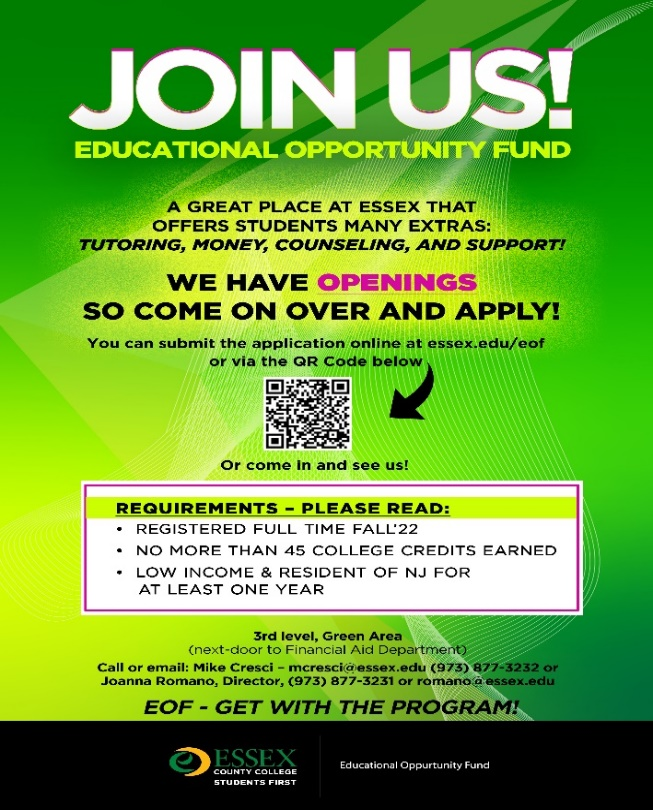 JOIN US!
EDUCATIONAL OPPORTUNITY FUND
A GREAT PLACE AT ESSEX THAT
OFFERS STUDENTS MANY EXTRAS:
TUTORING, MONEY, COUNSELING, AND SUPPORT!
WE HAVE OPENINGS
SO COME ON OVER AND APPLY!
You can submit the application online at essex.edu/eof
or via the QR Code below
Or come in and see us!
REQUIREMENTS – PLEASE READ:
• REGISTERED FULL TIME FALL'22
• NO MORE THAN 45 COLLEGE CREDITS EARNED
• LOW INCOME & RESIDENT OF NJ FOR
AT LEAST ONE YEAR
3rd level, Green Area
(next-door to Financial Aid Department)
Call or email: Mike Cresci – mcresci@essex.edu (973) 877-3232 or
Joanna Romano, Director, (973) 877-3231 or romano@essex.edu
EOF - GET WITH THE PROGRAM!
ESSEX
COUNTY COLLEGE
STUDENTS FIRST
Educational Opportunity Fund